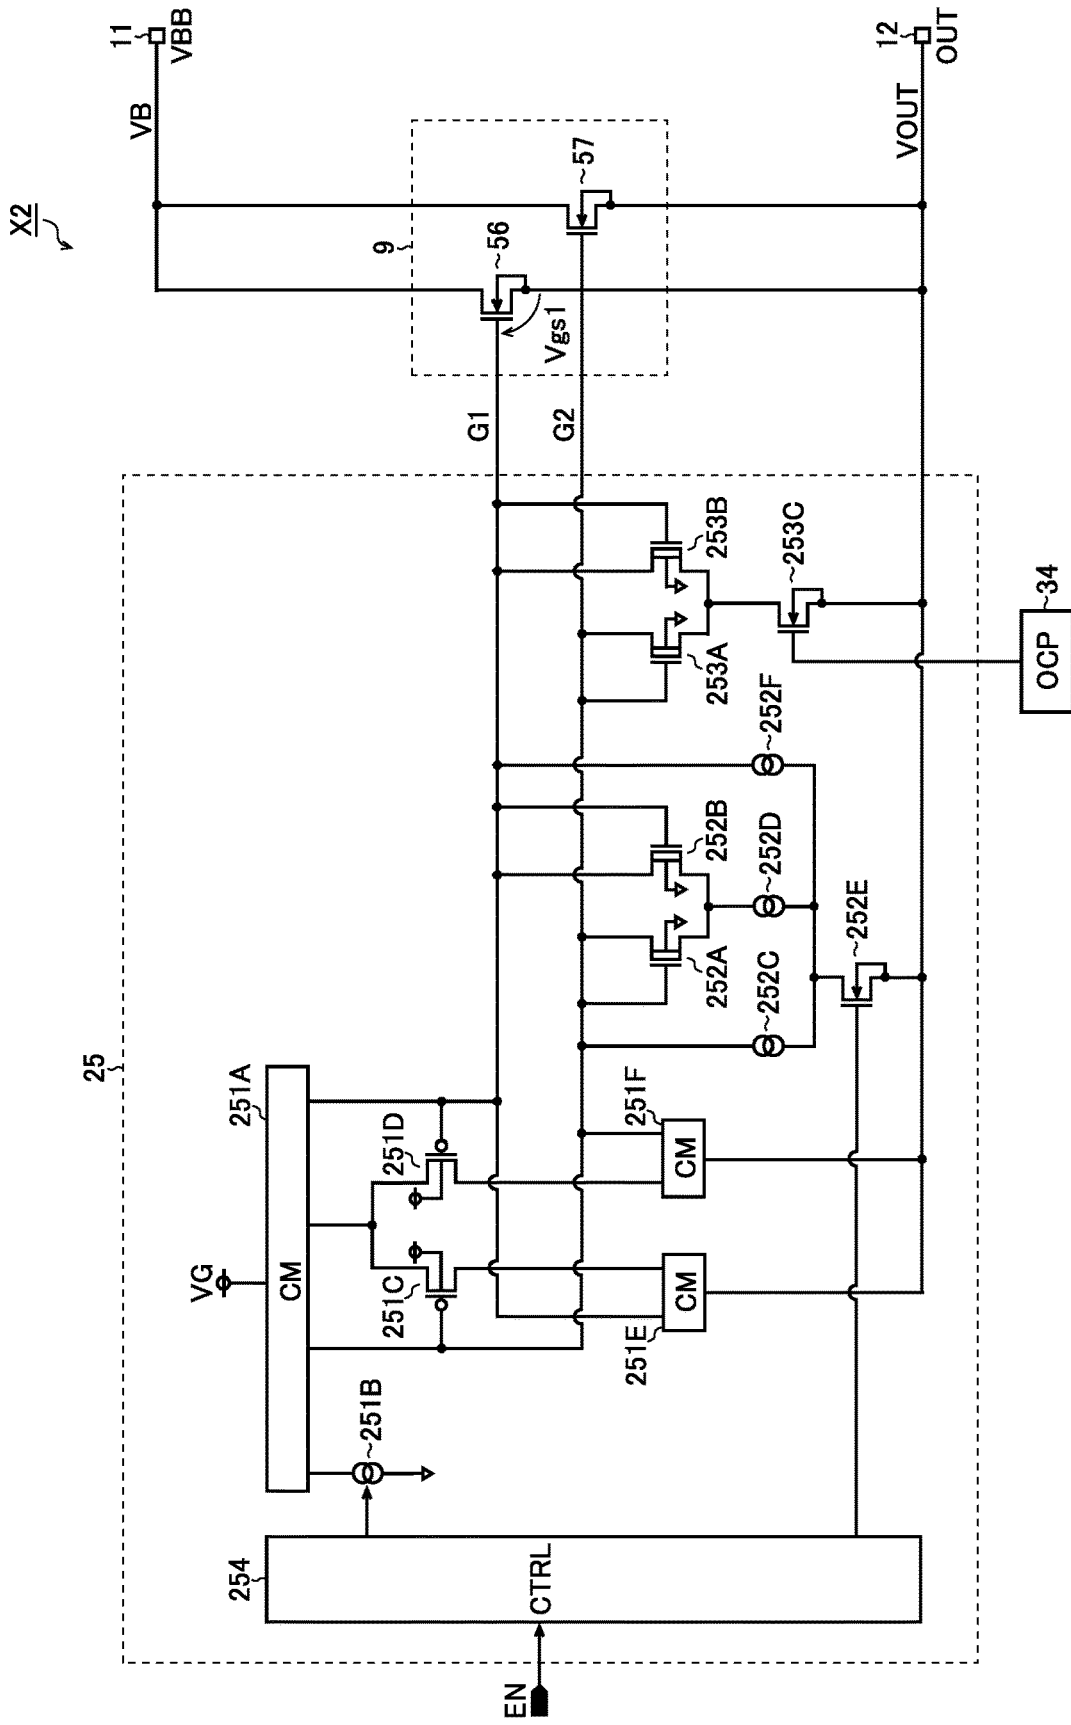 X2
11
VBB
VB
12
OUT
VOUT
9
56
57
Vgs1
G1
G2
25
253B
253A
253C
34
OCP
252F
252B
252D
252A
252C
252E
251A
VG
CM
251D
251C
251F
CM
251E
CM
251B
254
CTRL
EN